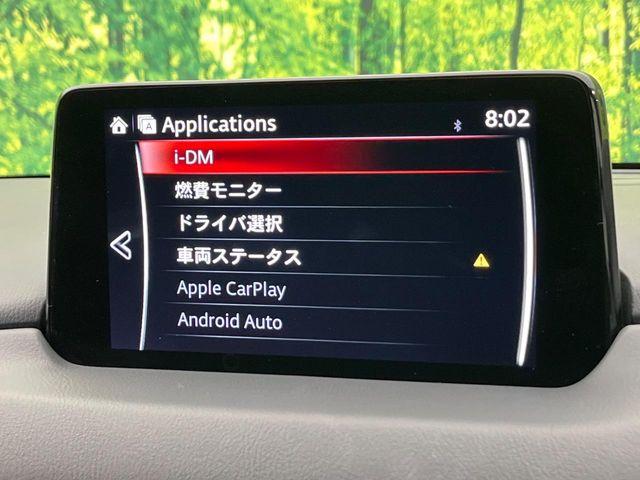 A Applications 8:02
i-DM
燃費モニター
ドライバ選択
車両ステータス
Apple CarPlay
Android Auto